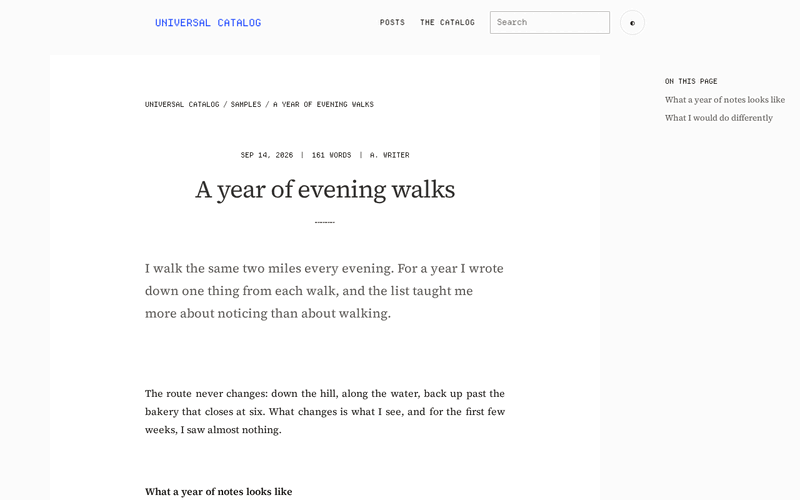 UNIVERSAL CATALOG
POSTS
THE CATALOG
Search
ON THIS PAGE
What a year of notes looks like
What I would do differently
UNIVERSAL CATALOG / SAMPLES / A YEAR OF EVENING WALKS
SEP 14, 2026 | 161 WORDS | A. WRITER
A year of evening walks
I walk the same two miles every evening. For a year I wrote
down one thing from each walk, and the list taught me
more about noticing than about walking.
The route never changes: down the hill, along the water, back up past the
bakery that closes at six. What changes is what I see, and for the first few
weeks, I saw almost nothing.
What a year of notes looks like